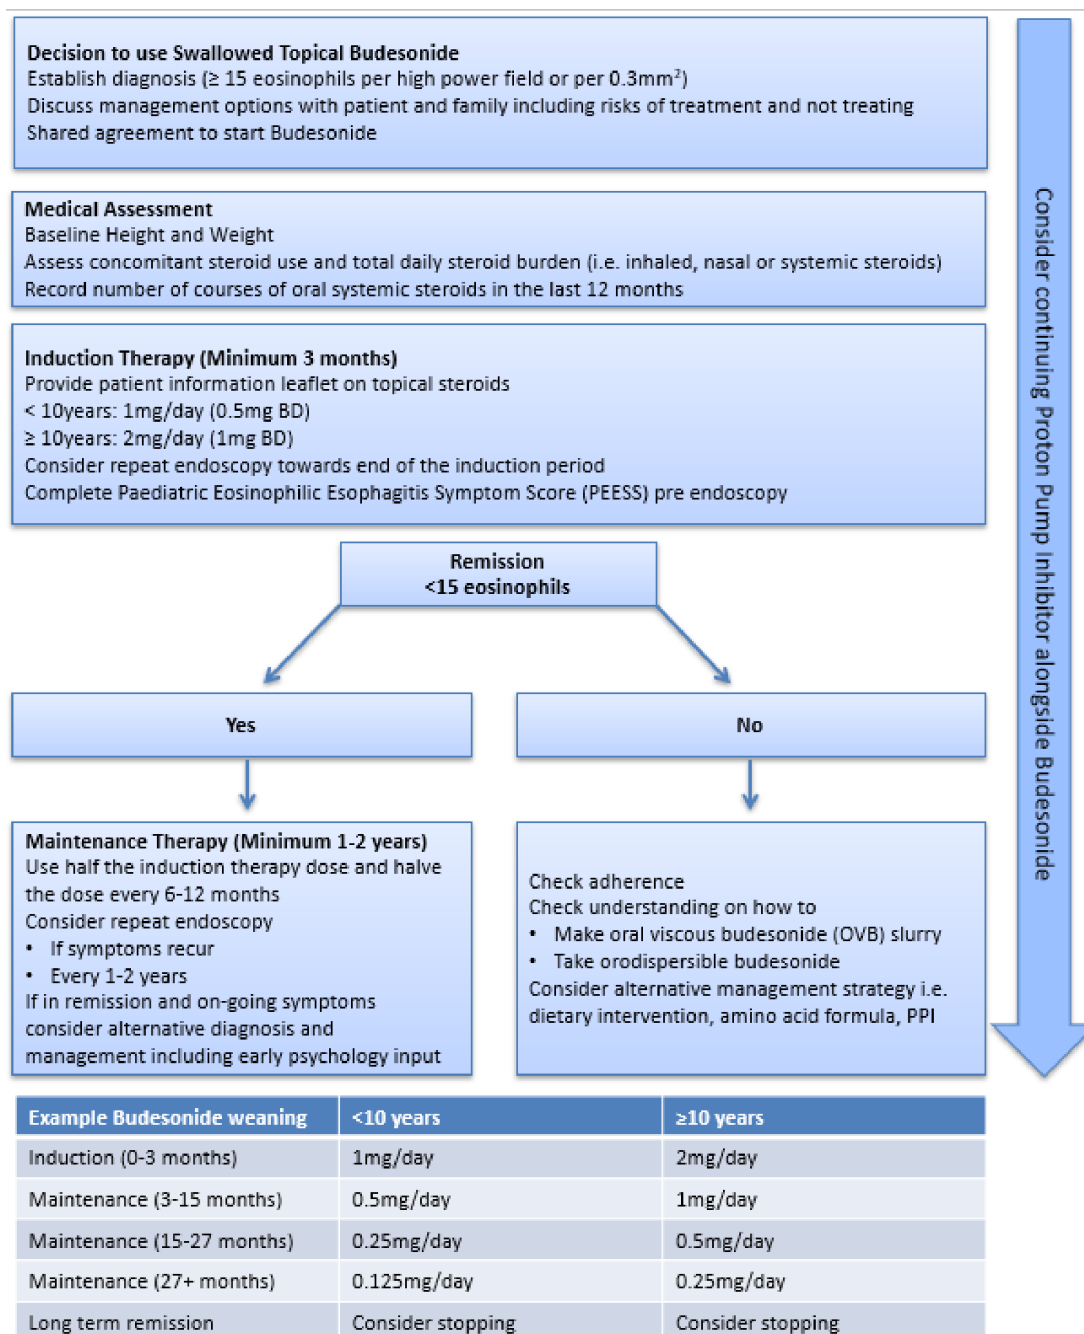 Decision to use Swallowed Topical Budesonide
Establish diagnosis (≥ 15 eosinophils per high power field or per 0.3mm²)
Discuss management options with patient and family including risks of treatment and not treating
Shared agreement to start Budesonide
Medical Assessment
Baseline Height and Weight
Assess concomitant steroid use and total daily steroid burden (i.e. inhaled, nasal or systemic steroids)
Record number of courses of oral systemic steroids in the last 12 months
Induction Therapy (Minimum 3 months)
Provide patient information leaflet on topical steroids
< 10years: 1mg/day (0.5mg BD)
≥ 10years: 2mg/day (1mg BD)
Consider repeat endoscopy towards end of the induction period
Complete Paediatric Eosinophilic Esophagitis Symptom Score (PEESS) pre endoscopy
Remission
<15 eosinophils
Yes
No
Maintenance Therapy (Minimum 1-2 years)
Use half the induction therapy dose and halve
the dose every 6-12 months
Consider repeat endoscopy
• If symptoms recur
• Every 1-2 years
If in remission and on-going symptoms
consider alternative diagnosis and
management including early psychology input
Check adherence
Check understanding on how to
• Make oral viscous budesonide (OVB) slurry
• Take orodispersible budesonide
Consider alternative management strategy i.e.
dietary intervention, amino acid formula, PPI
Consider continuing Proton Pump Inhibitor alongside Budesonide
Example Budesonide weaning <10 years ≥10 years
Induction (0-3 months) 1mg/day 2mg/day
Maintenance (3-15 months) 0.5mg/day 1mg/day
Maintenance (15-27 months) 0.25mg/day 0.5mg/day
Maintenance (27+ months) 0.125mg/day 0.25mg/day
Long term remission Consider stopping Consider stopping